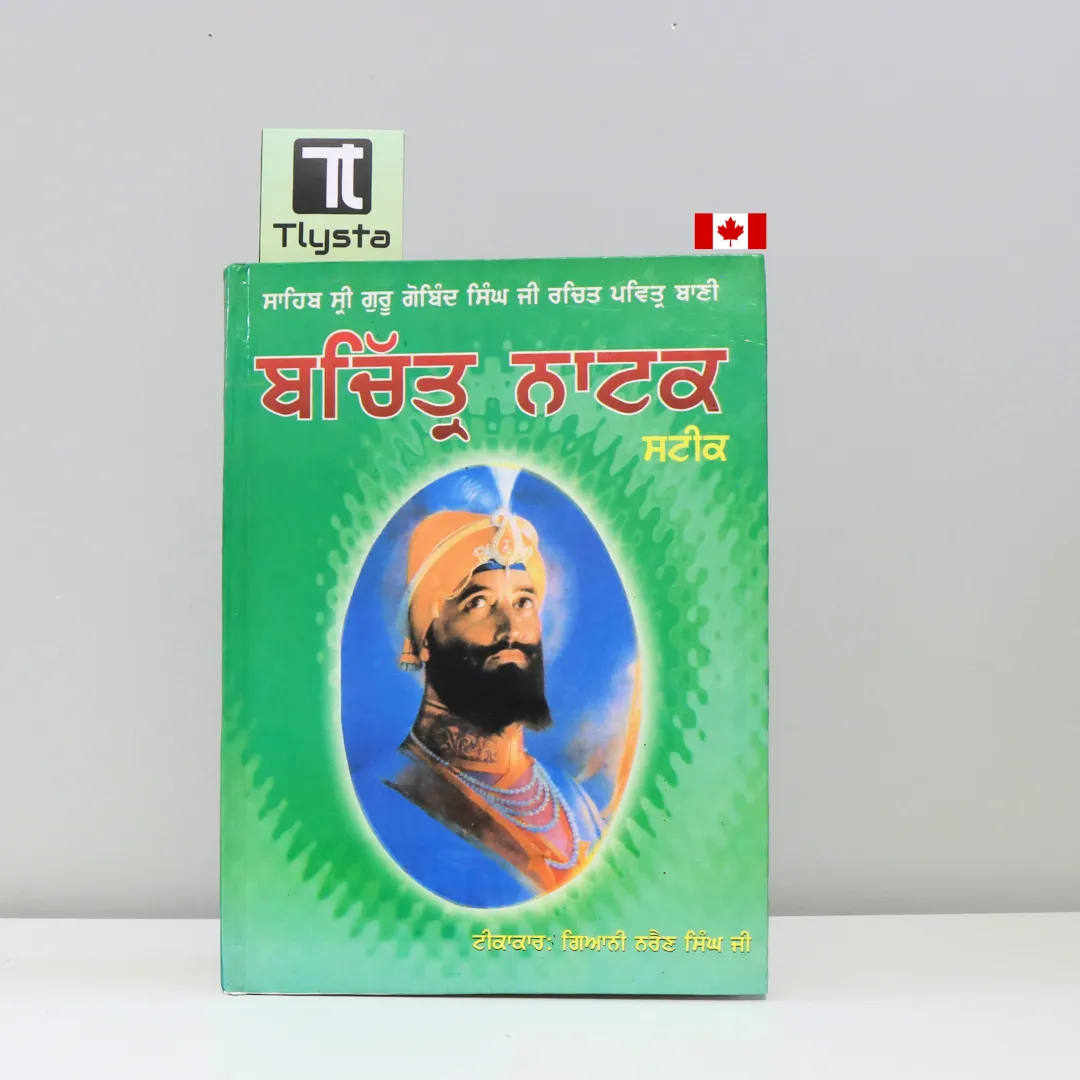 Tlysta
ਸਾਹਿਬ ਸ੍ਰੀ ਗੁਰੂ ਗੋਬਿੰਦ ਸਿੰਘ ਜੀ ਰਚਿਤ ਪਵਿਤ੍ਰ ਬਾਣੀ
ਬਚਿੱਤ੍ਰ ਨਾਟਕ
ਸਟੀਕ
ਟੀਕਾਕਾਰ: ਗਿਆਨੀ ਨਰੈਣ ਸਿੰਘ ਜੀ